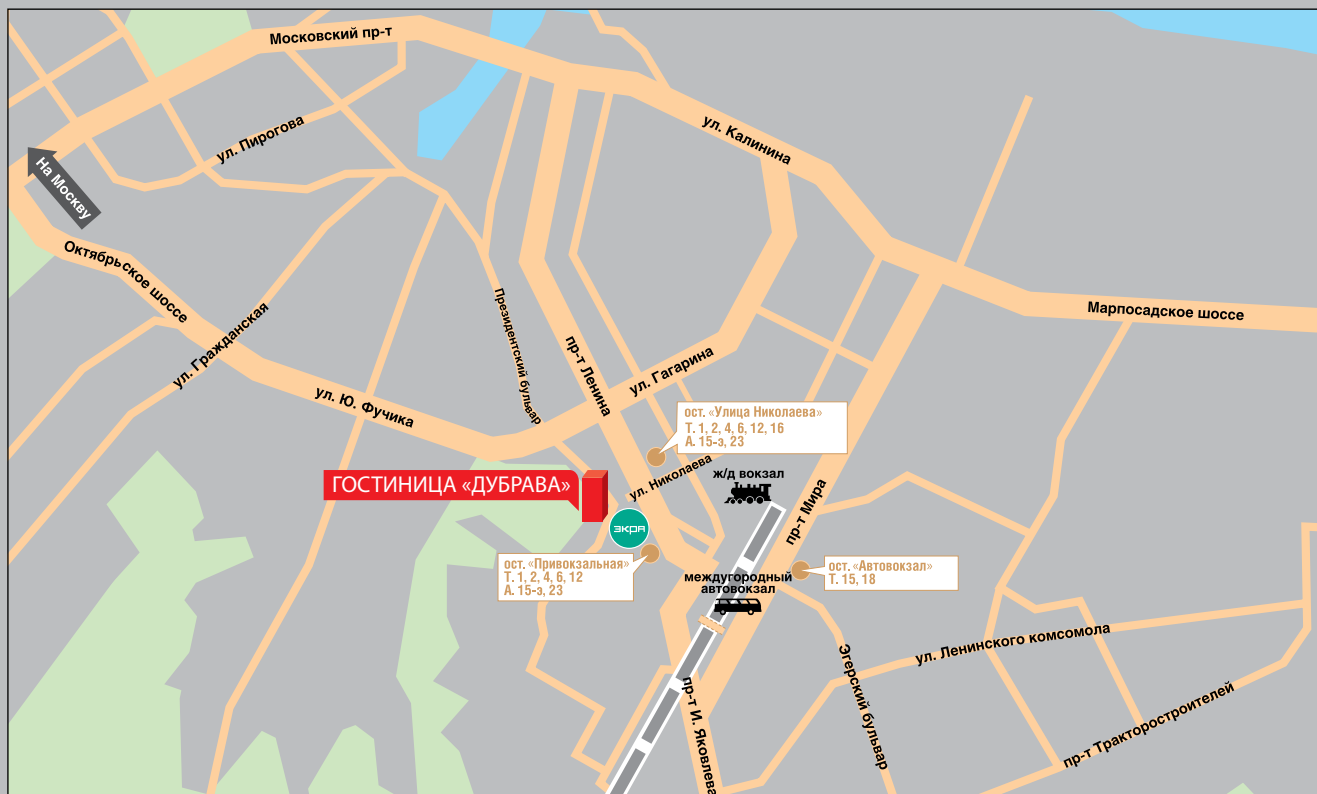 Московский пр-т
ул. Пирогова
ул. Калинина
На Москву
Октябрьское шоссе
ул. Гражданская
Президентский бульвар
пр-т Ленина
ул. Гагарина
Марпосадское шоссе
ул. Ю. Фучика
ост. «Улица Николаева»
Т. 1, 2, 4, 6, 12, 16
А. 15-э, 23
ул. Николаева
ж/д вокзал
ГОСТИНИЦА «ДУБРАВА»
экра
пр-т Мира
ост. «Привокзальная»
Т. 1, 2, 4, 6, 12
А. 15-э, 23
междугородный
автовокзал
ост. «Автовокзал»
Т. 15, 18
ул. Ленинского комсомола
Эгерский бульвар
пр-т И. Яковлева
пр-т Тракторостроителей